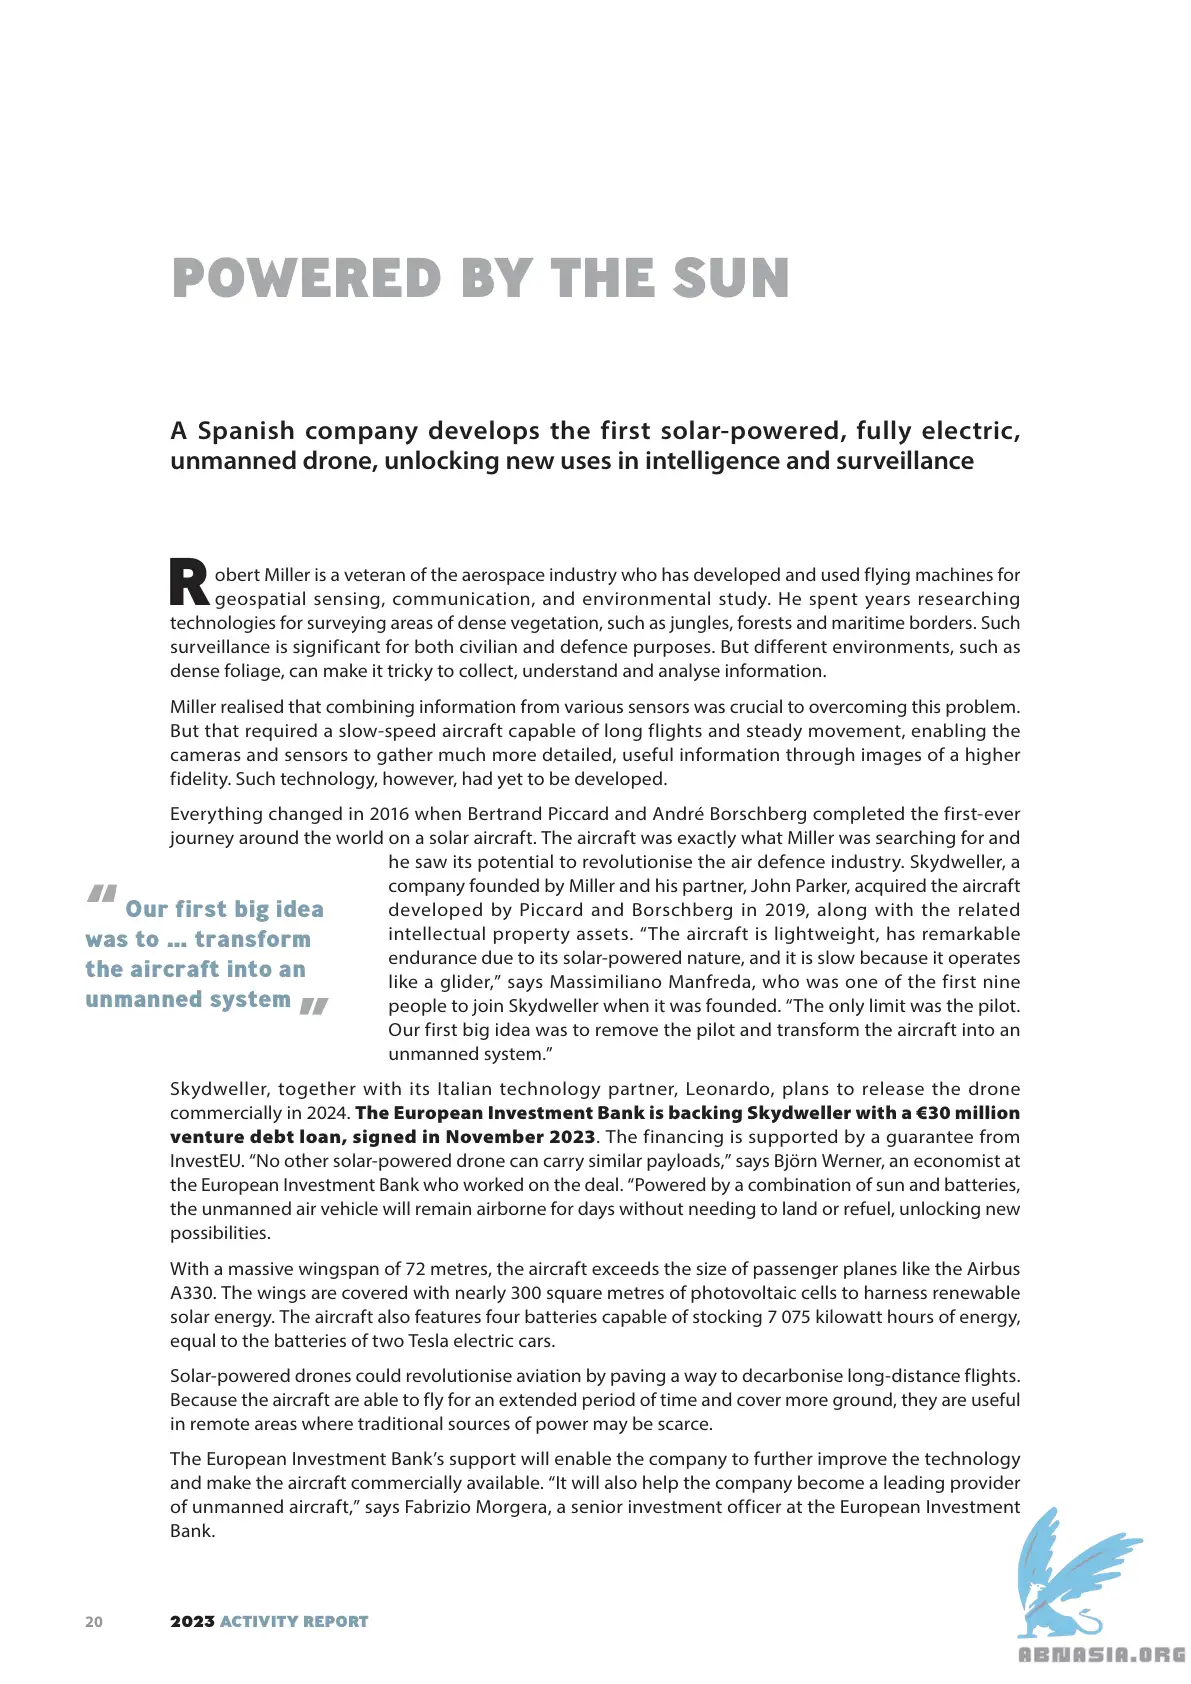 POWERED BY THE SUN
A Spanish company develops the first solar-powered, fully electric,
unmanned drone, unlocking new uses in intelligence and surveillance
Robert Miller is a veteran of the aerospace industry who has developed and used flying machines for
geospatial sensing, communication, and environmental study. He spent years researching
technologies for surveying areas of dense vegetation, such as jungles, forests and maritime borders. Such
surveillance is significant for both civilian and defence purposes. But different environments, such as
dense foliage, can make it tricky to collect, understand and analyse information.
Miller realised that combining information from various sensors was crucial to overcoming this problem.
But that required a slow-speed aircraft capable of long flights and steady movement, enabling the
cameras and sensors to gather much more detailed, useful information through images of a higher
fidelity. Such technology, however, had yet to be developed.
Everything changed in 2016 when Bertrand Piccard and André Borschberg completed the first-ever
journey around the world on a solar aircraft. The aircraft was exactly what Miller was searching for and
he saw its potential to revolutionise the air defence industry. Skydweller, a
company founded by Miller and his partner, John Parker, acquired the aircraft
developed by Piccard and Borschberg in 2019, along with the related
intellectual property assets. “The aircraft is lightweight, has remarkable
endurance due to its solar-powered nature, and it is slow because it operates
like a glider,” says Massimiliano Manfreda, who was one of the first nine
people to join Skydweller when it was founded. “The only limit was the pilot.
Our first big idea was to remove the pilot and transform the aircraft into an
unmanned system.”
“ Our first big idea
was to ... transform
the aircraft into an
unmanned system ”
Skydweller, together with its Italian technology partner, Leonardo, plans to release the drone
commercially in 2024. The European Investment Bank is backing Skydweller with a €30 million
venture debt loan, signed in November 2023. The financing is supported by a guarantee from
InvestEU. “No other solar-powered drone can carry similar payloads,” says Björn Werner, an economist at
the European Investment Bank who worked on the deal. “Powered by a combination of sun and batteries,
the unmanned air vehicle will remain airborne for days without needing to land or refuel, unlocking new
possibilities.
With a massive wingspan of 72 metres, the aircraft exceeds the size of passenger planes like the Airbus
A330. The wings are covered with nearly 300 square metres of photovoltaic cells to harness renewable
solar energy. The aircraft also features four batteries capable of stocking 7 075 kilowatt hours of energy,
equal to the batteries of two Tesla electric cars.
Solar-powered drones could revolutionise aviation by paving a way to decarbonise long-distance flights.
Because the aircraft are able to fly for an extended period of time and cover more ground, they are useful
in remote areas where traditional sources of power may be scarce.
The European Investment Bank’s support will enable the company to further improve the technology
and make the aircraft commercially available. “It will also help the company become a leading provider
of unmanned aircraft,” says Fabrizio Morgera, a senior investment officer at the European Investment
Bank.
20 2023 ACTIVITY REPORT
ABNASIA.ORG